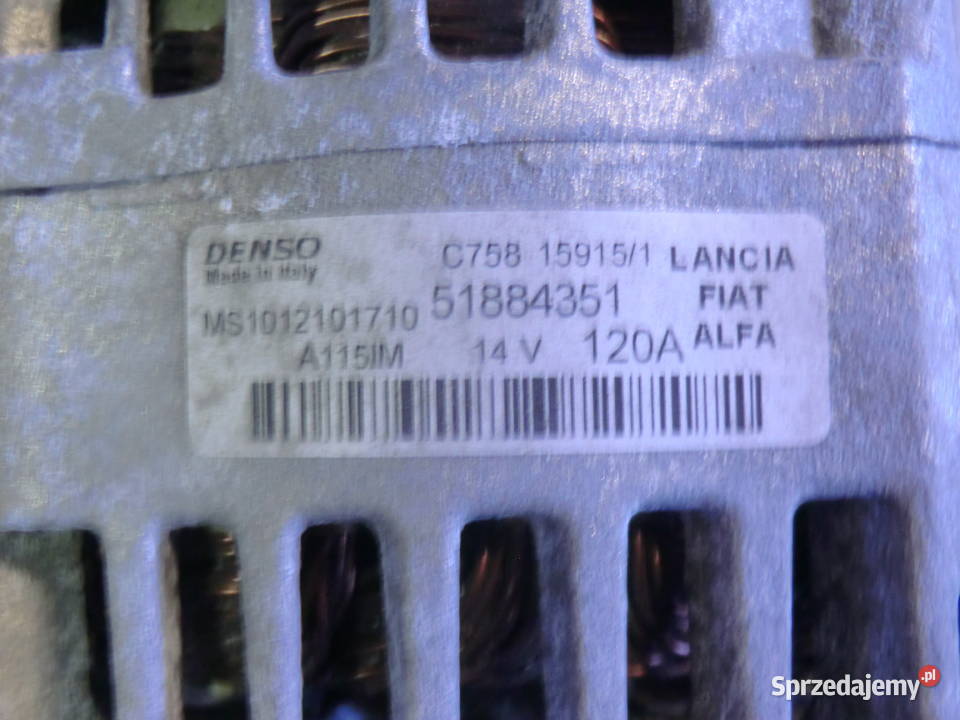 DENSO
Made in Italy
C758 15915/1
LANCIA
MS1012101710
51884351
FIAT
A115IM
14 V
120A
ALFA
Sprzedajemy.pl